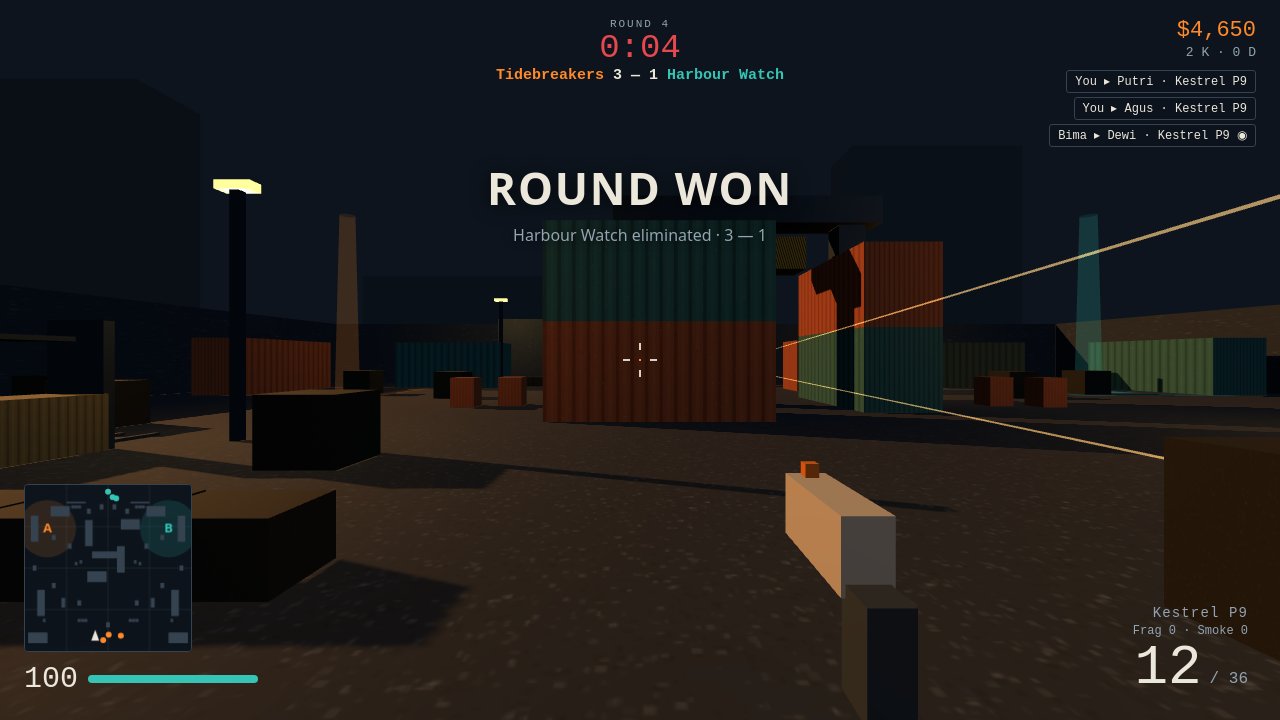 ROUND 4
0:04
Tidebreakers 3 — 1 Harbour Watch
$4,650
2 K · 0 D
You ▸ Putri · Kestrel P9
You ▸ Agus · Kestrel P9
Bima ▸ Dewi · Kestrel P9 ◉
ROUND WON
Harbour Watch eliminated · 3 — 1
A
B
100
Kestrel P9
Frag 0 · Smoke 0
12 / 36